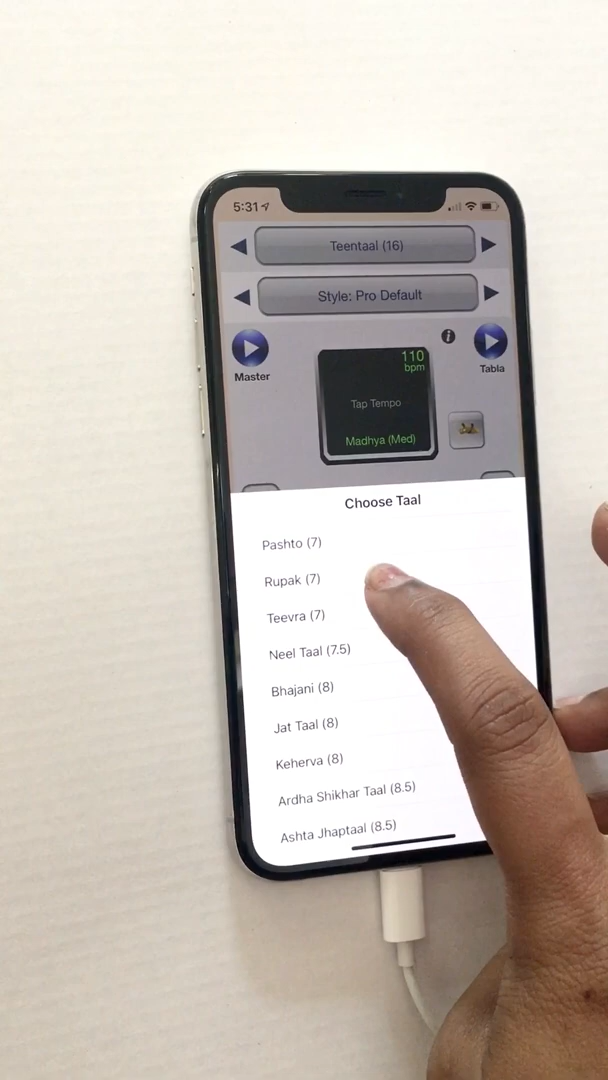 5:31
Teentaal (16)
Style: Pro Default
Master
110
bpm
Tap Tempo
Madhya (Med)
i
Tabla
Choose Taal
Pashto (7)
Rupak (7)
Teevra (7)
Neel Taal (7.5)
Bhajani (8)
Jat Taal (8)
Keherva (8)
Ardha Shikhar Taal (8.5)
Ashta Jhaptaal (8.5)